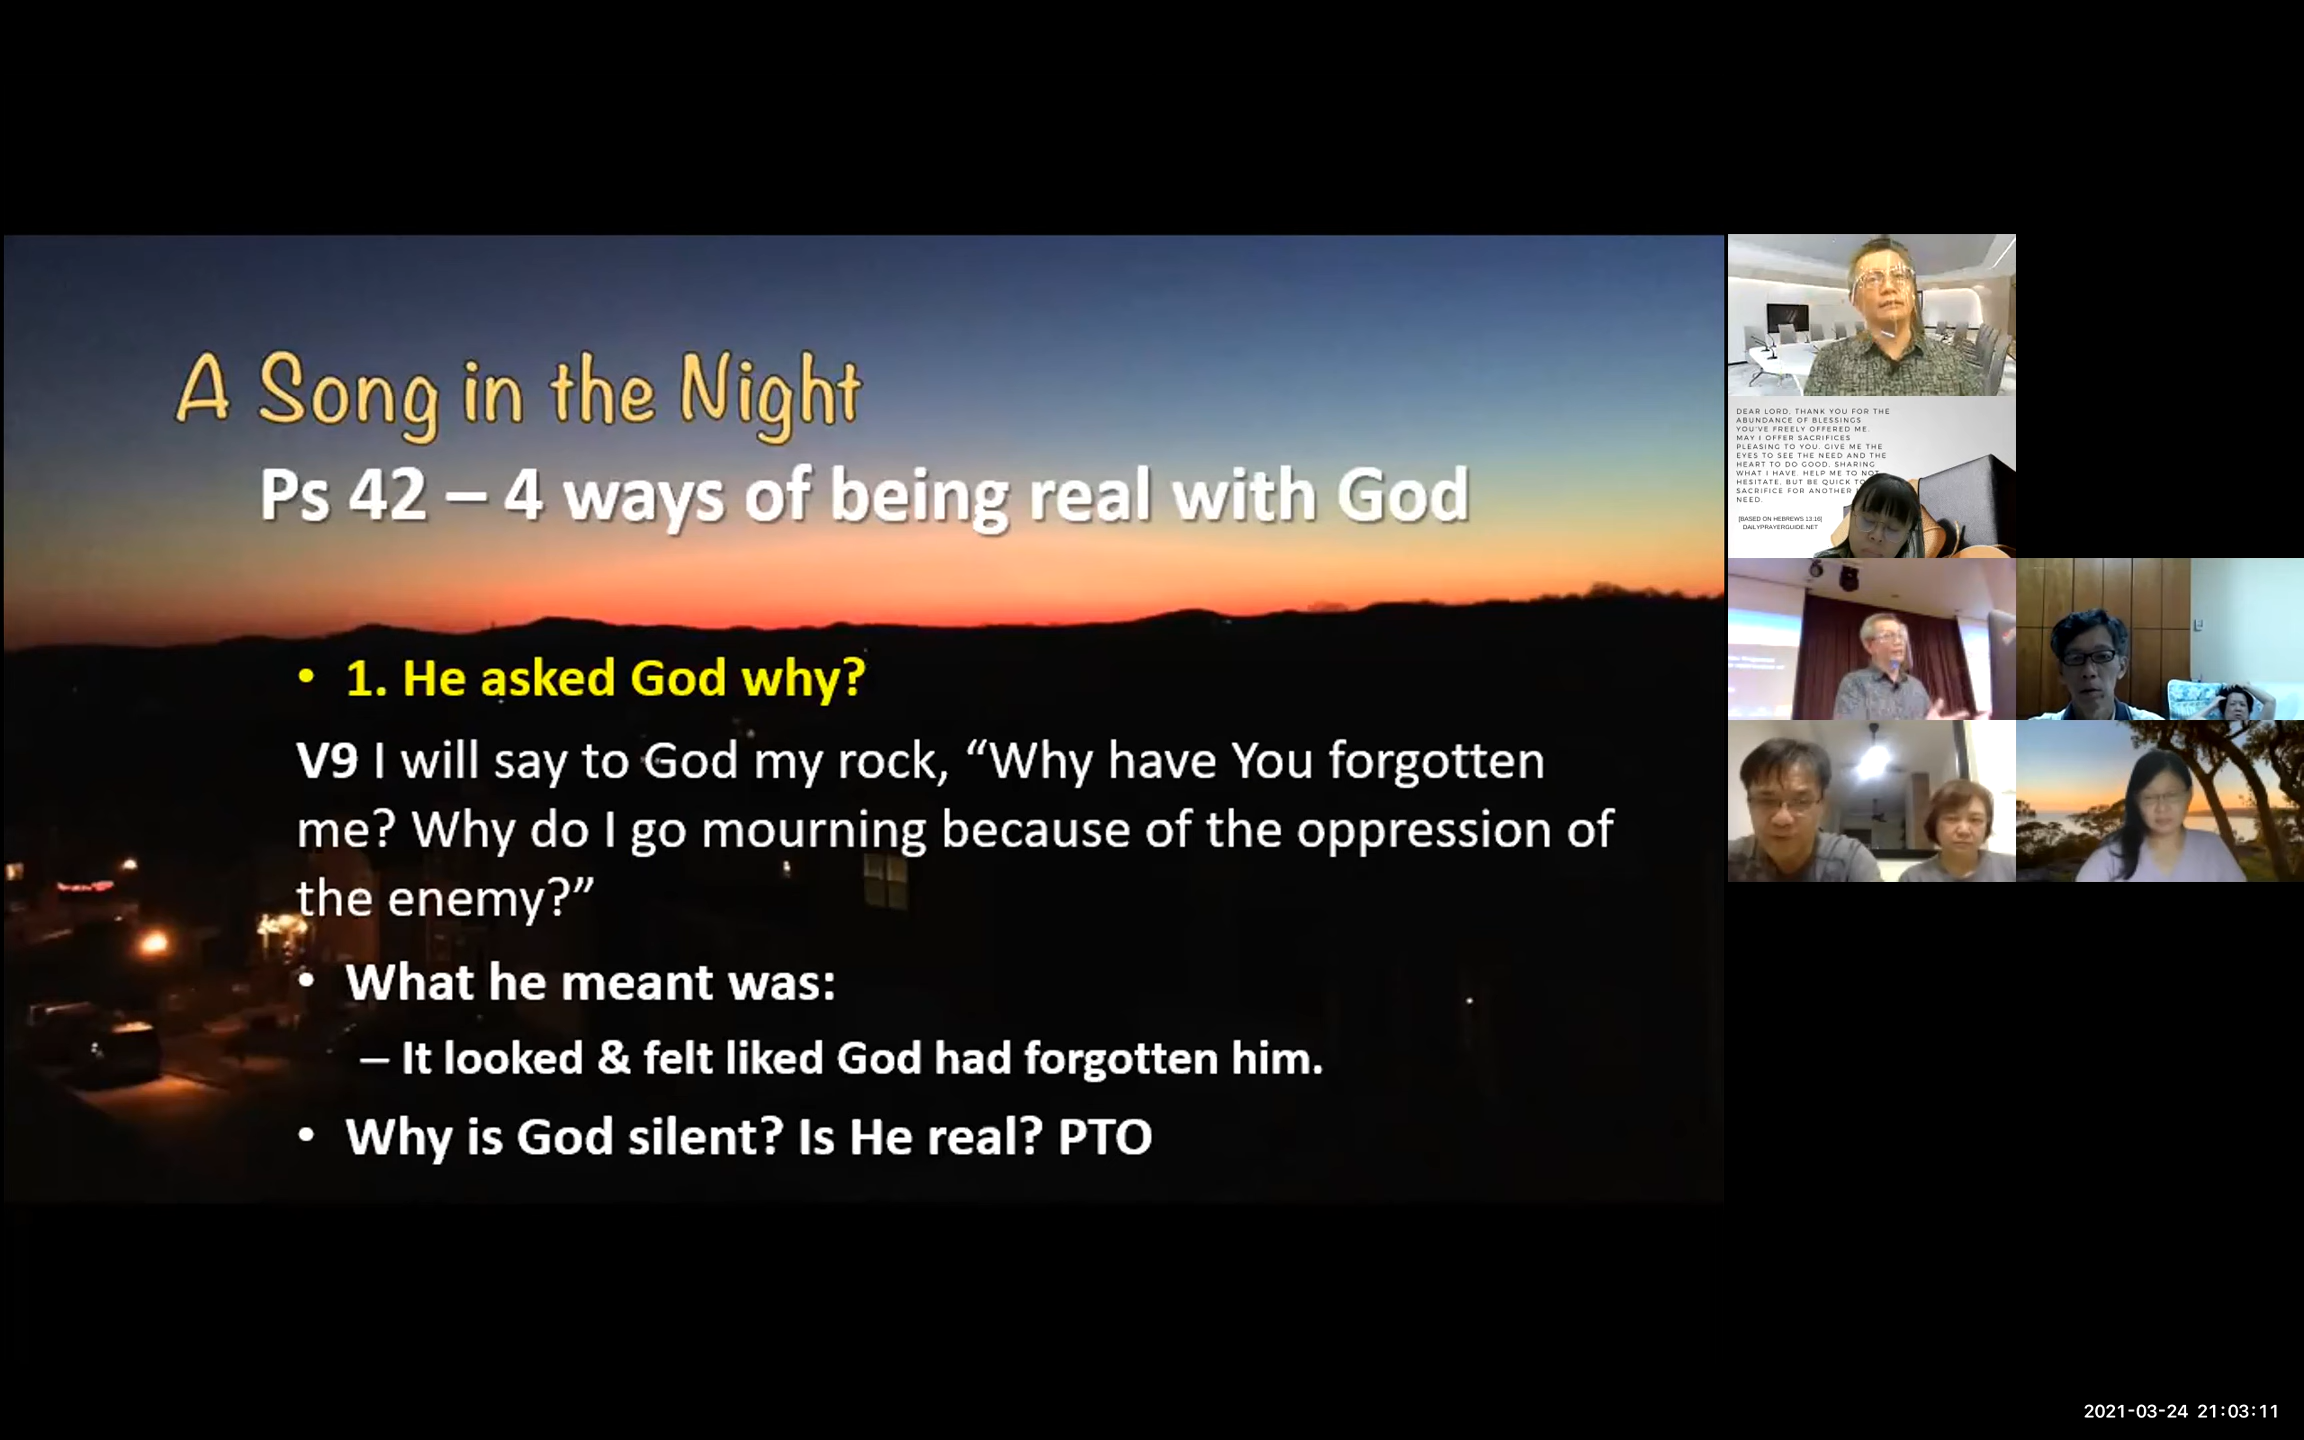 A Song in the Night
Ps 42 – 4 ways of being real with God
• 1. He asked God why?
V9 I will say to God my rock, “Why have You forgotten
me? Why do I go mourning because of the oppression of
the enemy?”
• What he meant was:
– It looked & felt liked God had forgotten him.
• Why is God silent? Is He real? PTO
DEAR LORD, THANK YOU FOR THE
ABUNDANCE OF BLESSINGS
YOU'VE FREELY OFFERED ME.
MAY I OFFER SACRIFICES
PLEASING TO YOU. GIVE ME THE
EYES TO SEE THE NEED AND THE
HEART TO DO GOOD, SHARING
WHAT I HAVE. HELP ME TO NOT
HESITATE, BUT BE QUICK TO
SACRIFICE FOR ANOTHER
NEED.
[BASED ON HEBREWS 13:16]
DAILYPRAYERGUIDE.NET
2021-03-24 21:03:11